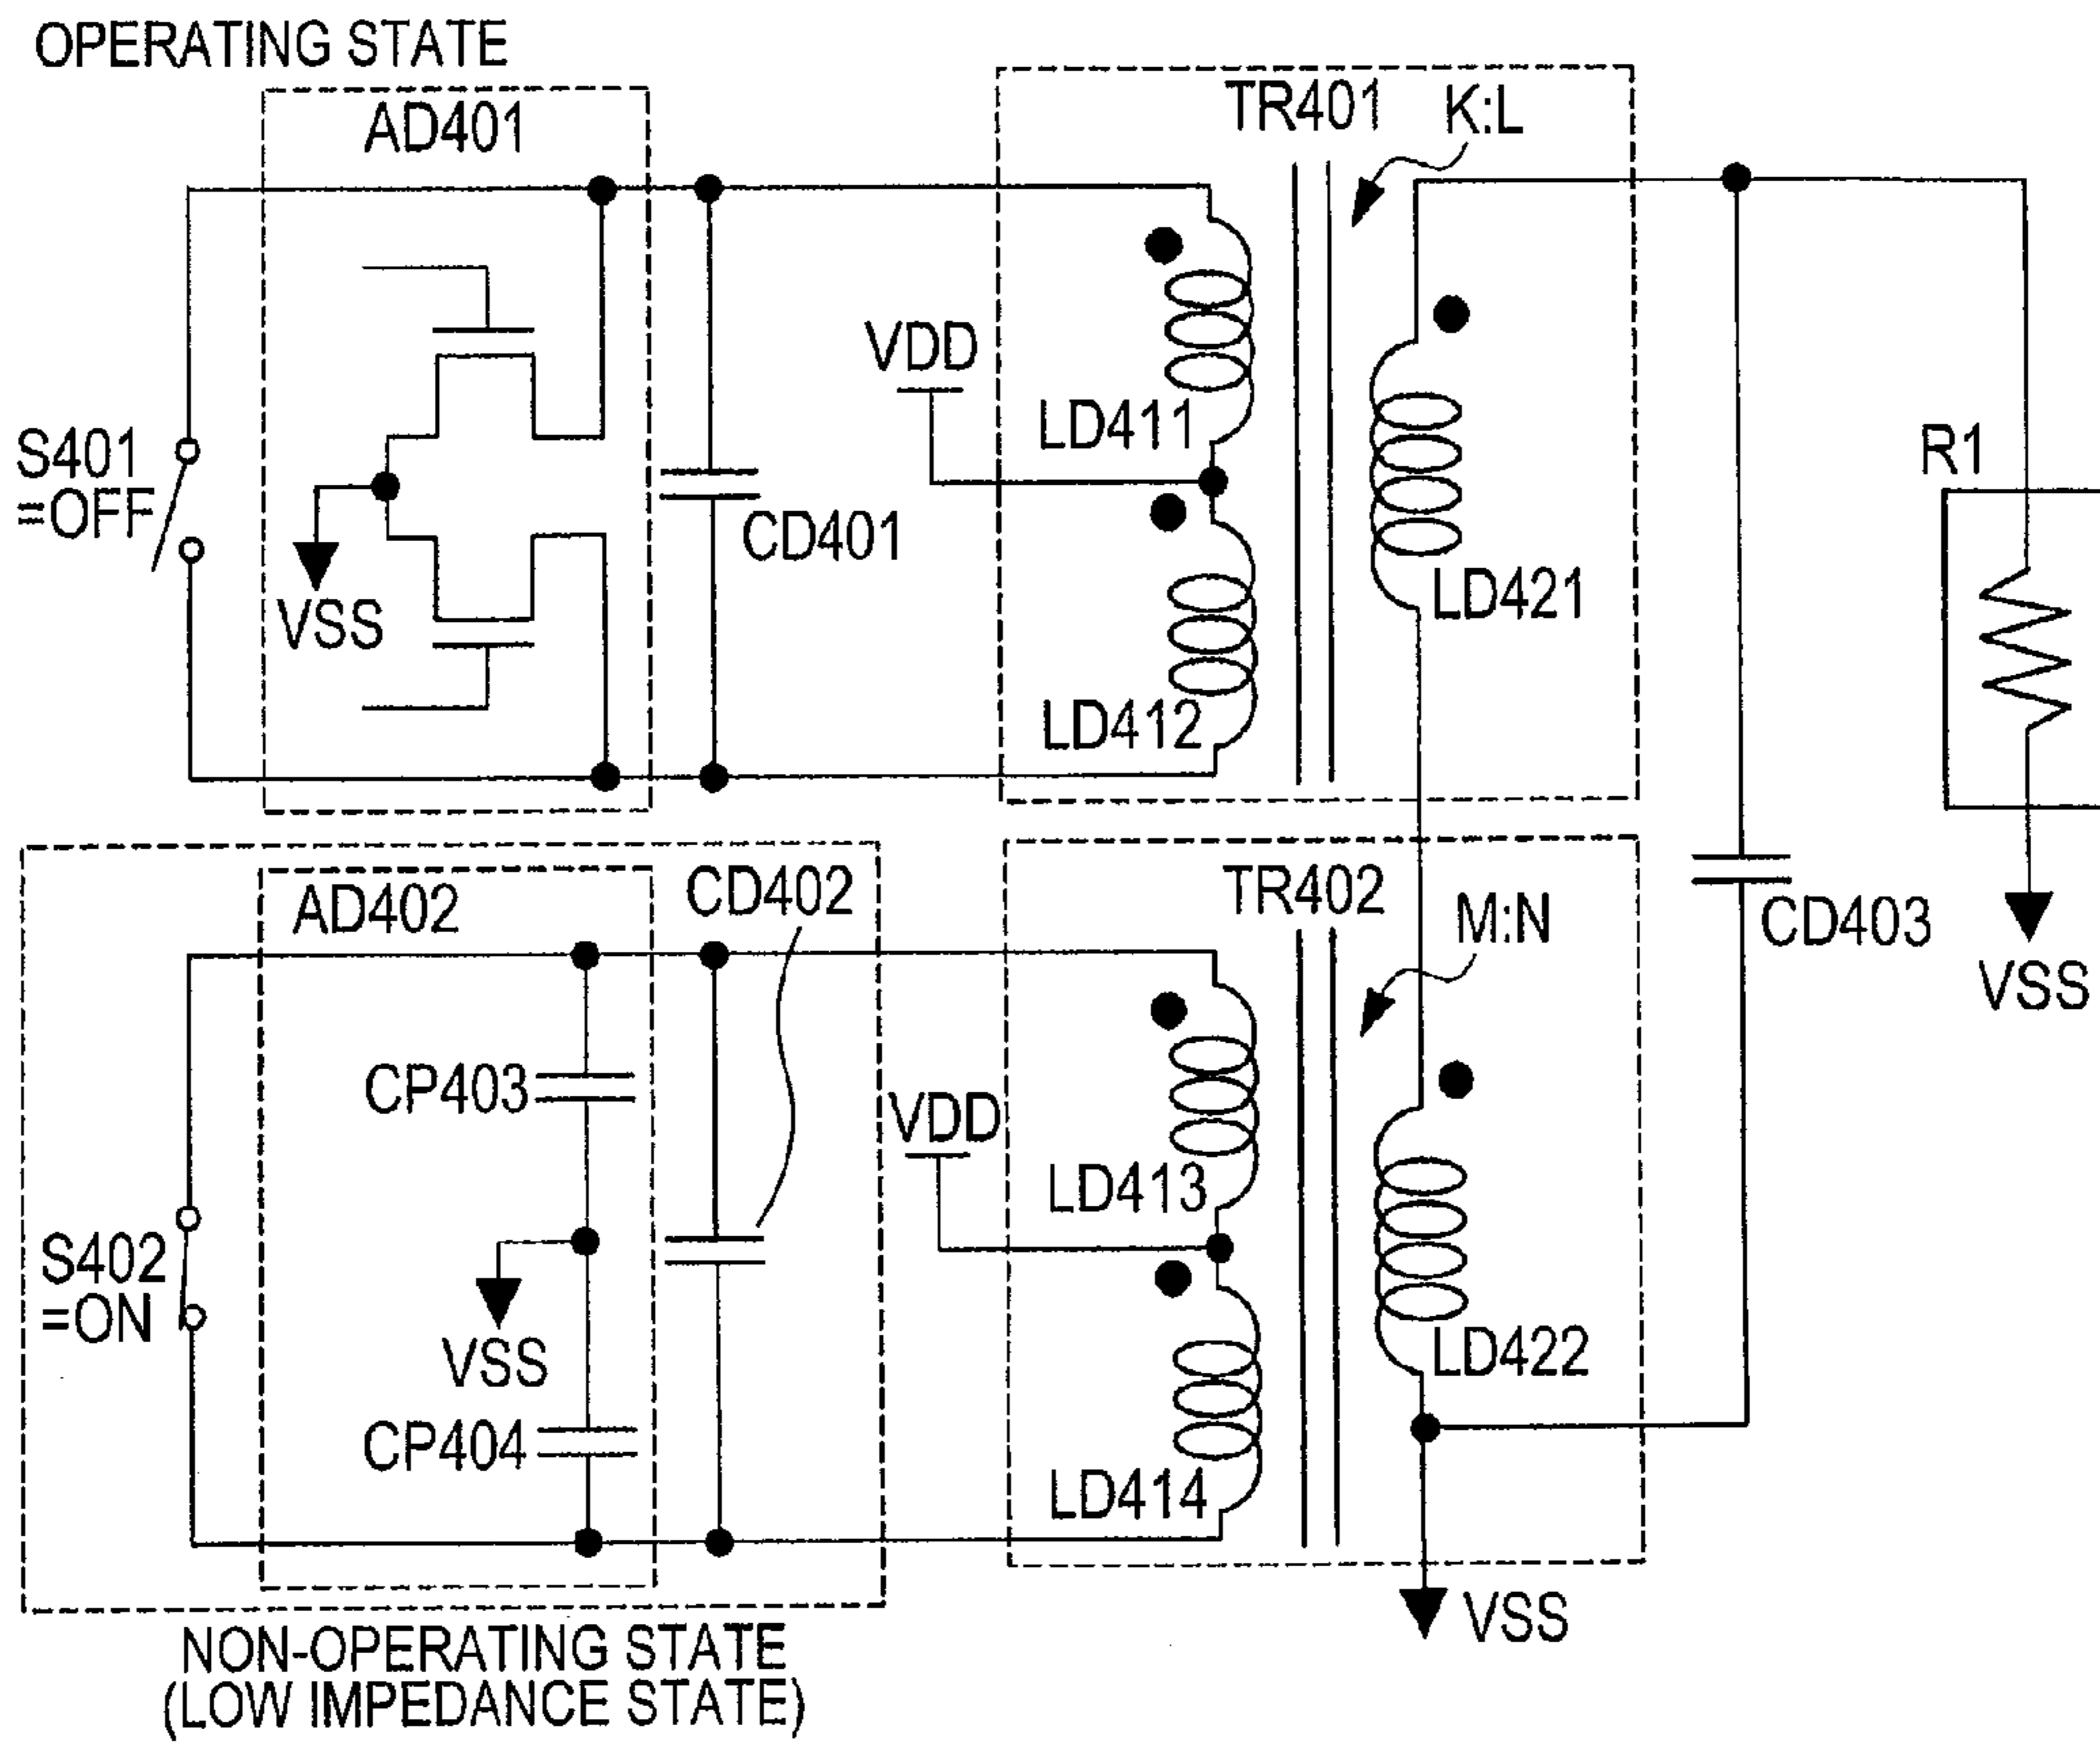 OPERATING STATE
AD401
TR401
K:L
VDD
LD411
S401
=OFF
CD401
R1
VSS
LD421
LD412
AD402
CD402
TR402
M:N
CD403
VSS
CP403
VDD
LD413
S402
=ON
VSS
LD422
CP404
LD414
VSS
NON-OPERATING STATE
(LOW IMPEDANCE STATE)